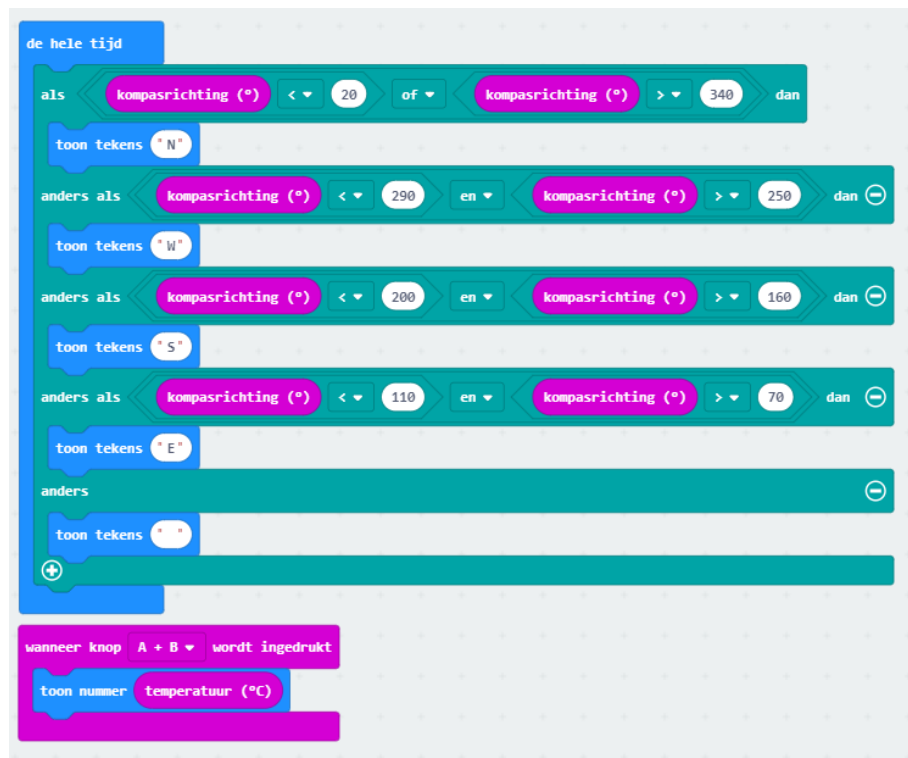 de hele tijd
als kompasrichting (°) < 20 of kompasrichting (°) > 340 dan
toon tekens "N"
anders als kompasrichting (°) < 290 en kompasrichting (°) > 250 dan
toon tekens "W"
anders als kompasrichting (°) < 200 en kompasrichting (°) > 160 dan
toon tekens "S"
anders als kompasrichting (°) < 110 en kompasrichting (°) > 70 dan
toon tekens "E"
anders
toon tekens " "
wanneer knop A + B wordt ingedrukt
toon nummer temperatuur (°C)